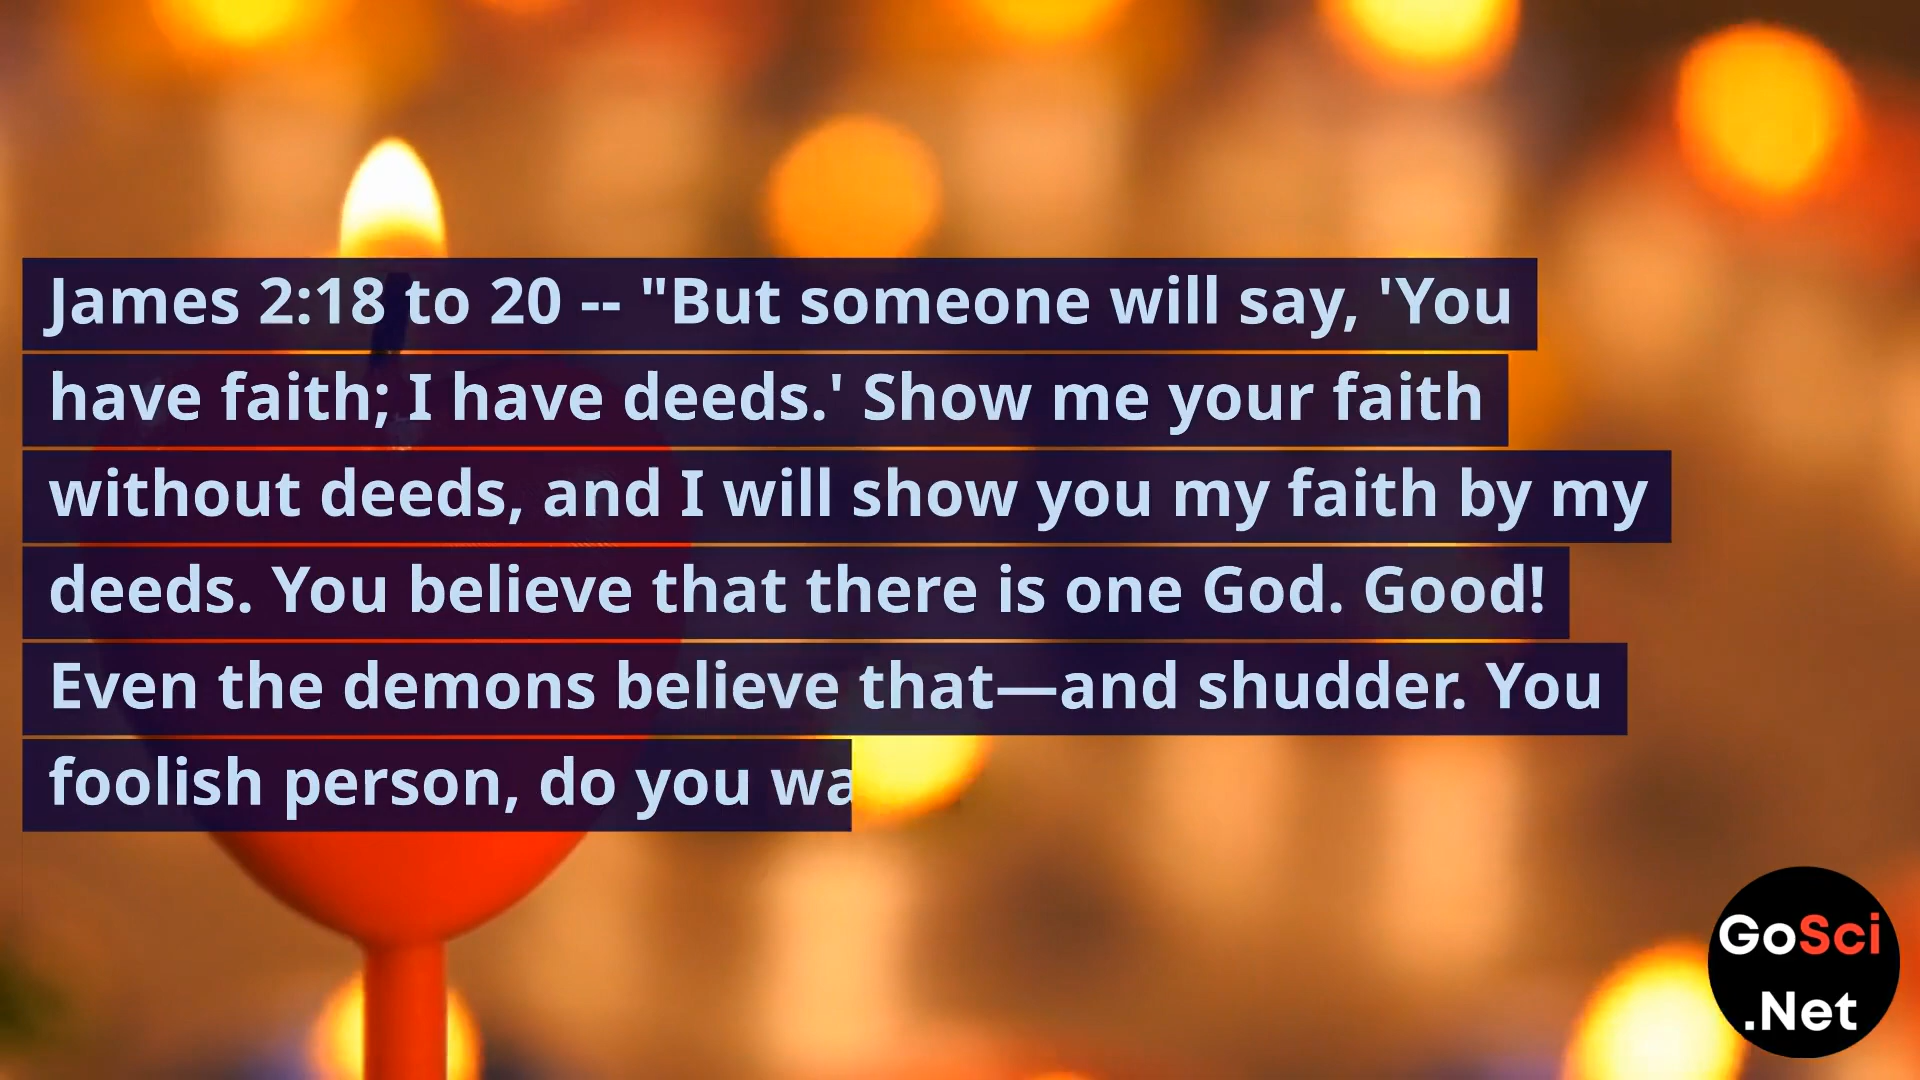 James 2:18 to 20 -- "But someone will say, 'You
have faith; I have deeds.' Show me your faith
without deeds, and I will show you my faith by my
deeds. You believe that there is one God. Good!
Even the demons believe that—and shudder. You
foolish person, do you wa
GoSci
.Net